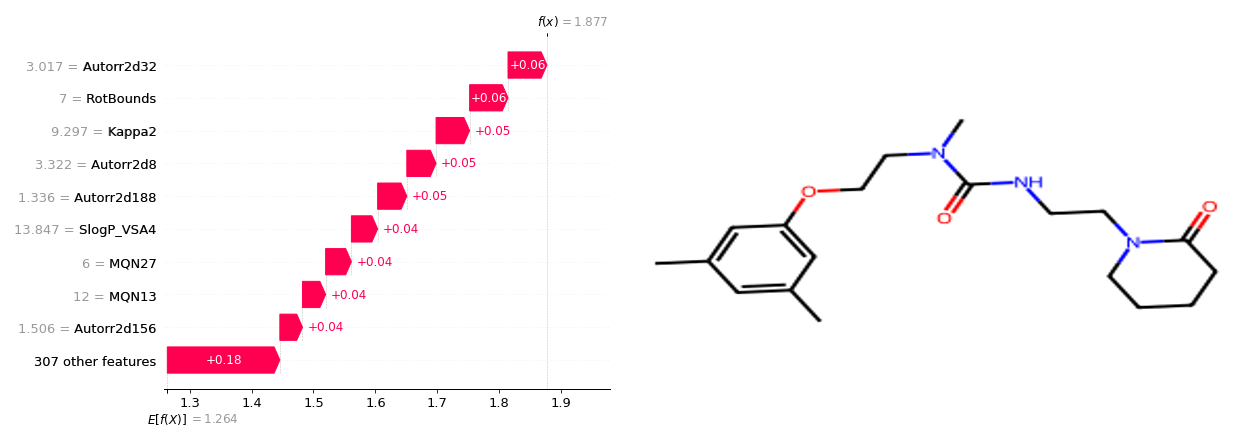 f(x) = 1.877
3.017 = Autorr2d32
+0.06
7 = RotBounds
+0.06
9.297 = Kappa2
+0.05
3.322 = Autorr2d8
+0.05
1.336 = Autorr2d188
+0.05
13.847 = SlogP_VSA4
+0.04
6 = MQN27
+0.04
12 = MQN13
+0.04
1.506 = Autorr2d156
+0.04
307 other features
+0.18
1.3 1.4 1.5 1.6 1.7 1.8 1.9
E[f(X)] = 1.264
N
NH
O
O
O
N